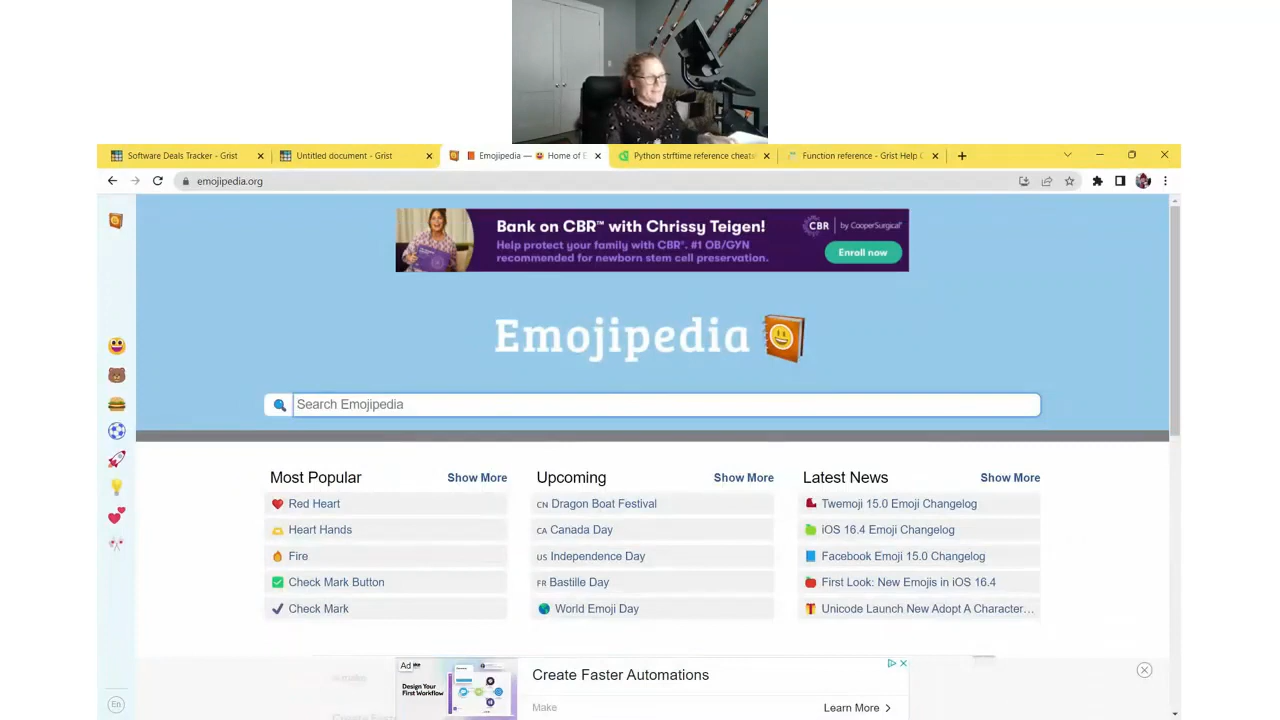 Software Deals Tracker - Grist
Untitled document - Grist
Emojipedia — 😃 Home of E
Python strftime reference cheats
Function reference - Grist Help C
emojipedia.org
Bank on CBR™ with Chrissy Teigen!
Help protect your family with CBR®. #1 OB/GYN
recommended for newborn stem cell preservation.
CBR | by CooperSurgical®
Enroll now
Emojipedia
Search Emojipedia
Most Popular
Show More
Red Heart
Heart Hands
Fire
Check Mark Button
Check Mark
Upcoming
Show More
CN Dragon Boat Festival
CA Canada Day
US Independence Day
FR Bastille Day
World Emoji Day
Latest News
Show More
Twemoji 15.0 Emoji Changelog
iOS 16.4 Emoji Changelog
Facebook Emoji 15.0 Changelog
First Look: New Emojis in iOS 16.4
Unicode Launch New Adopt A Character…
Ad
Design Your
First Workflow
Create Faster Automations
Make
Learn More
En